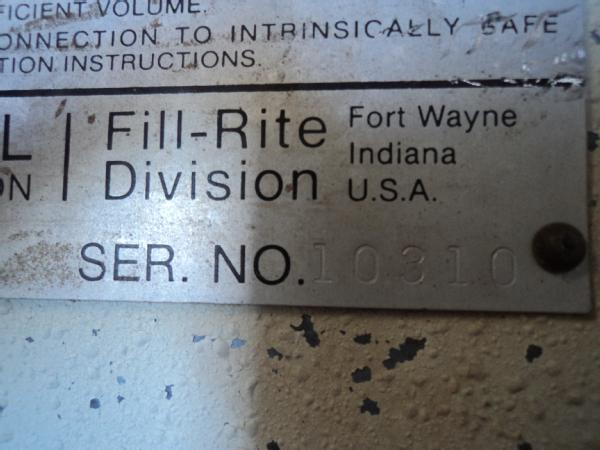 FICIENT VOLUME.
ONNECTION TO INTRINSICALLY SAFE
TION INSTRUCTIONS.
L | Fill-Rite Fort Wayne
Indiana
ON Division U.S.A.
SER. NO. 10310